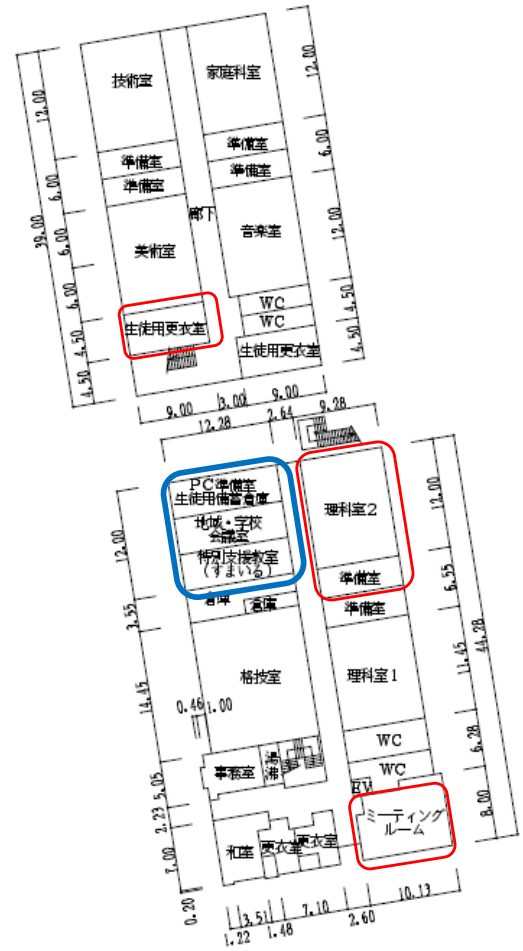 技術室
家庭科室
12.00
12.00
準備室
準備室
準備室
準備室
6.00
6.00
39.00
廊下
美術室
音楽室
6.00
12.00
6.00
WC
WC
生徒用更衣室
生徒用更衣室
4.50
4.50
4.50
4.50
9.00
3.00
9.00
12.28
2.64
9.28
PC準備室
生徒用備蓄倉庫
地域・学校
会議室
特別支援教室
(すまいる)
倉庫
倉庫
理科室2
準備室
準備室
12.00
12.00
3.55
6.55
44.28
格技室
理科室1
14.45
11.45
0.46
1.00
WC
WC
6.28
事務室
湯沸
EV
5.05
2.23
ミーティング
ルーム
8.00
和室
更衣室
更衣室
7.00
0.20
1.22
3.51
1.48
7.10
2.60
10.13